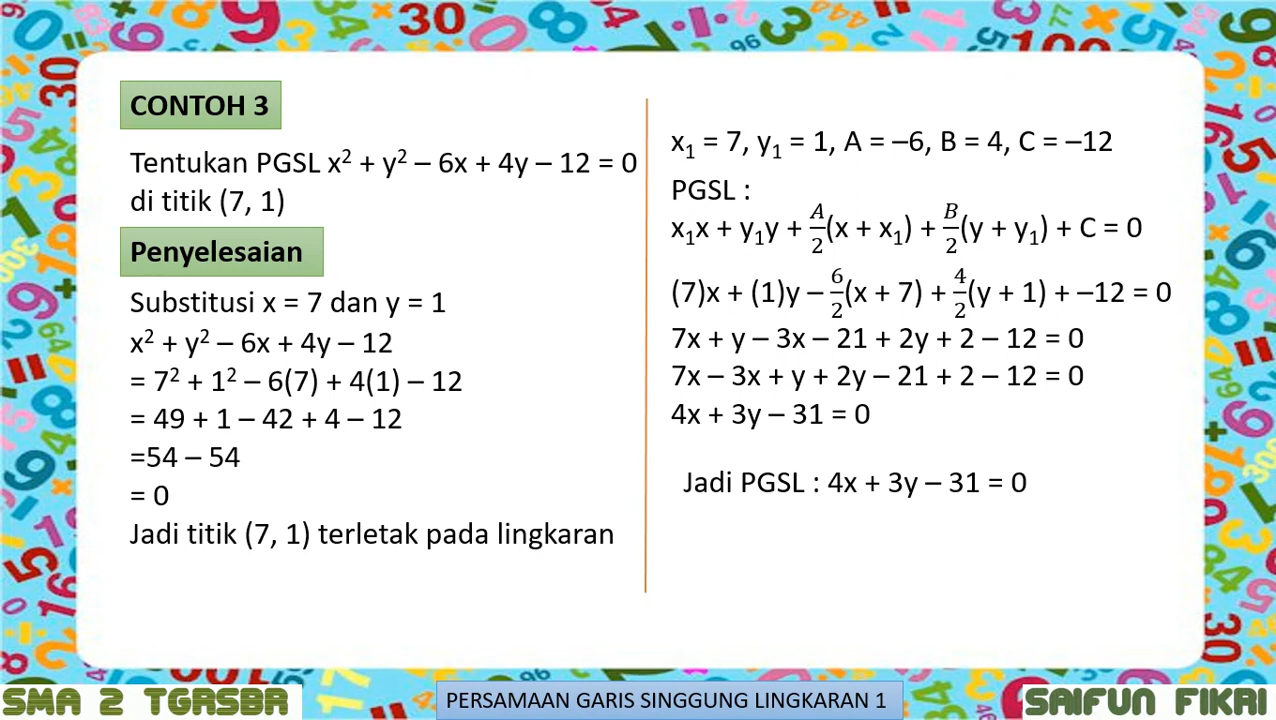 CONTOH 3
Tentukan PGSL x² + y² – 6x + 4y – 12 = 0
di titik (7, 1)
Penyelesaian
Substitusi x = 7 dan y = 1
x² + y² – 6x + 4y – 12
= 7² + 1² – 6(7) + 4(1) – 12
= 49 + 1 – 42 + 4 – 12
=54 – 54
= 0
Jadi titik (7, 1) terletak pada lingkaran
x₁ = 7, y₁ = 1, A = –6, B = 4, C = –12
PGSL :
x₁x + y₁y + A/2(x + x₁) + B/2(y + y₁) + C = 0
(7)x + (1)y – 6/2(x + 7) + 4/2(y + 1) + –12 = 0
7x + y – 3x – 21 + 2y + 2 – 12 = 0
7x – 3x + y + 2y – 21 + 2 – 12 = 0
4x + 3y – 31 = 0
Jadi PGSL : 4x + 3y – 31 = 0
SMA 2 TGRSBR
PERSAMAAN GARIS SINGGUNG LINGKARAN 1
SAIFUN FIKRI